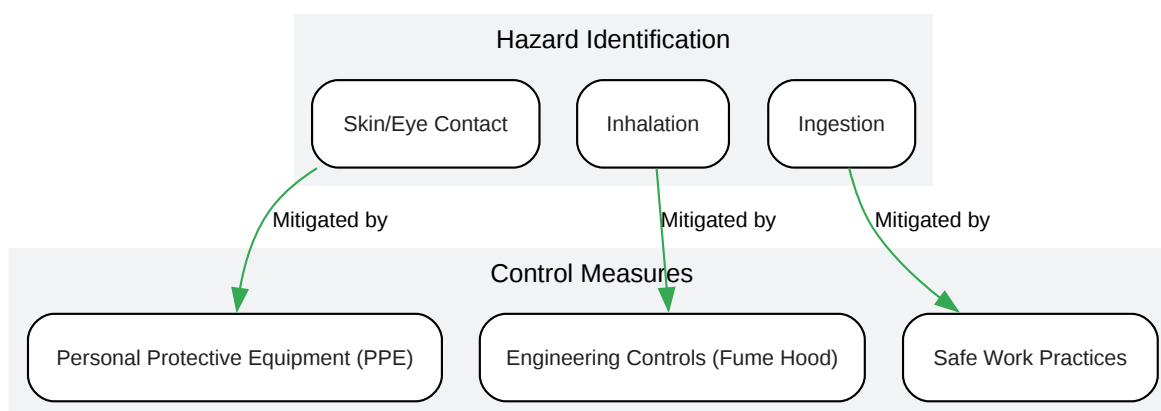 Hazard Identification
Skin/Eye Contact
Inhalation
Ingestion
Mitigated by
Mitigated by
Mitigated by
Control Measures
Personal Protective Equipment (PPE)
Engineering Controls (Fume Hood)
Safe Work Practices